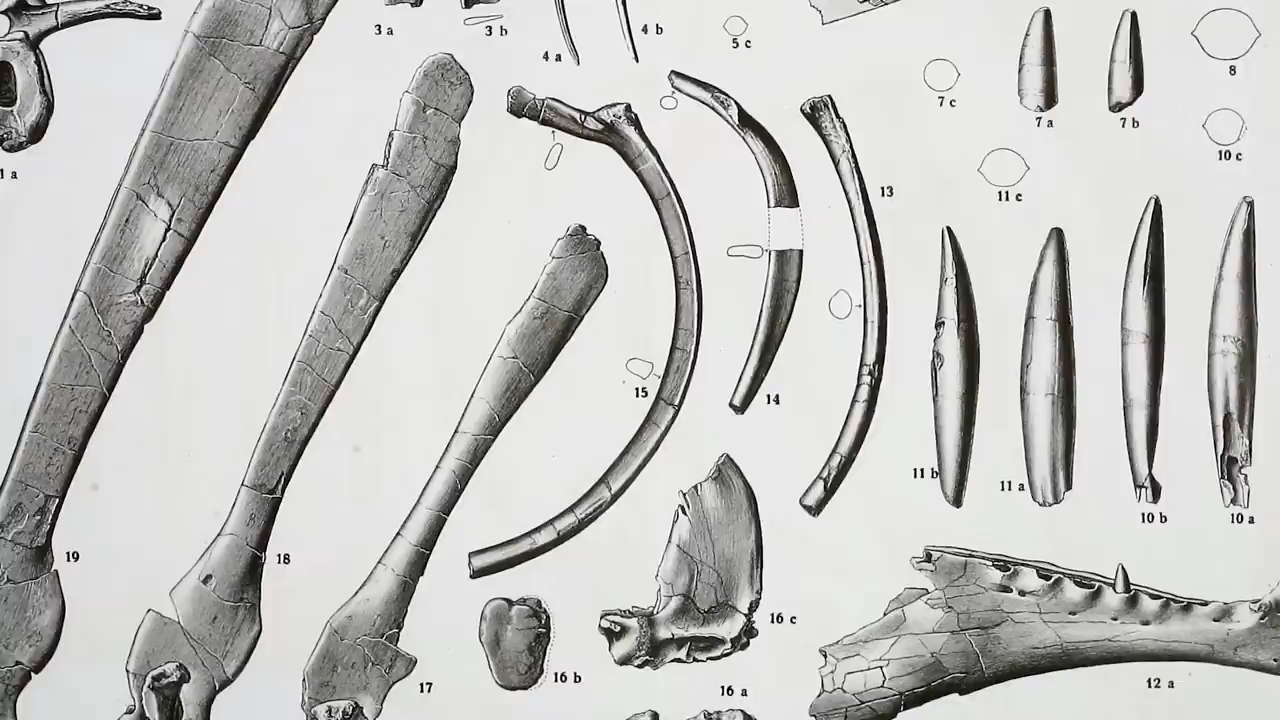 3 a
3 b
4 a
4 b
5 c
7 c
7 a
7 b
8
10 c
11 c
1 a
13
15
14
11 b
11 a
10 b
10 a
19
18
17
16 b
16 c
16 a
12 a